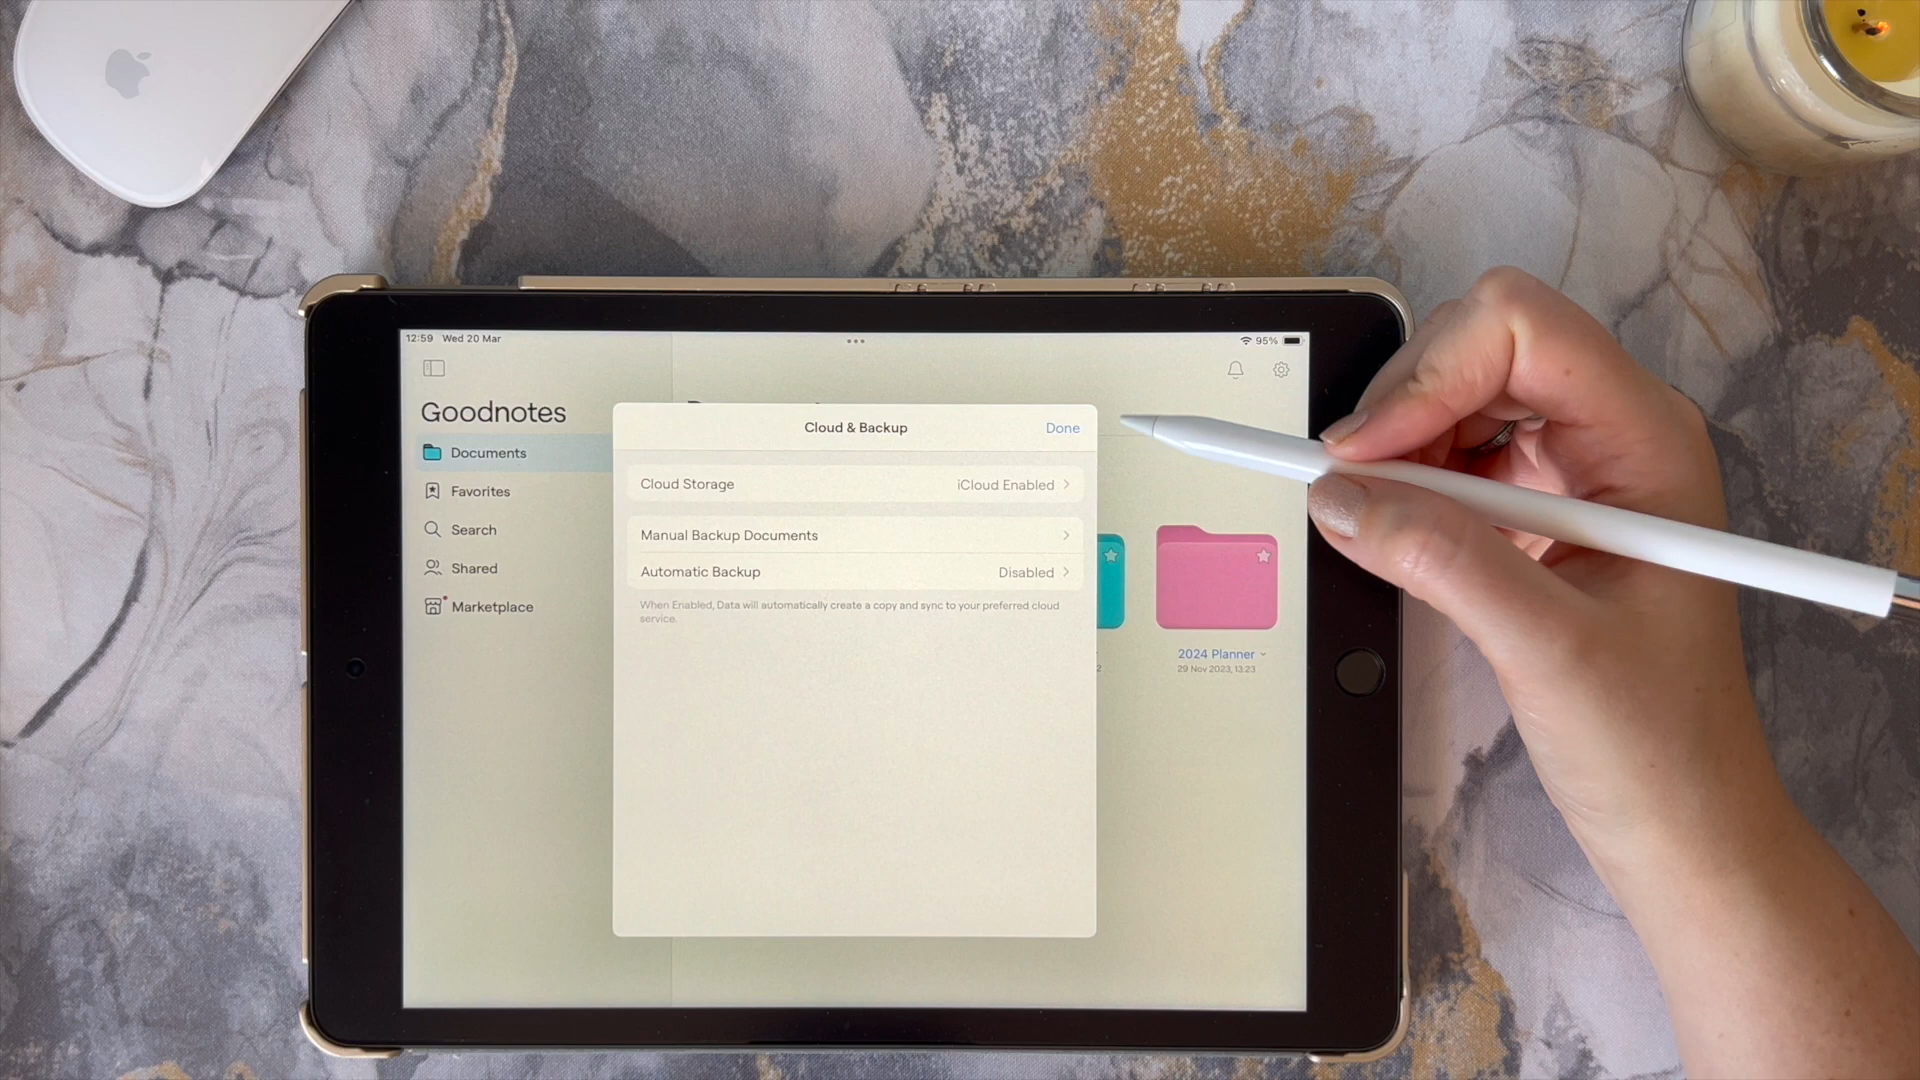 12:59 Wed 20 Mar
95%
Goodnotes
Documents
Favorites
Search
Shared
Marketplace
Cloud & Backup
Done
Cloud Storage
iCloud Enabled
Manual Backup Documents
Automatic Backup
Disabled
When Enabled, Data will automatically create a copy and sync to your preferred cloud
service.
2024 Planner
29 Nov 2023, 13:23